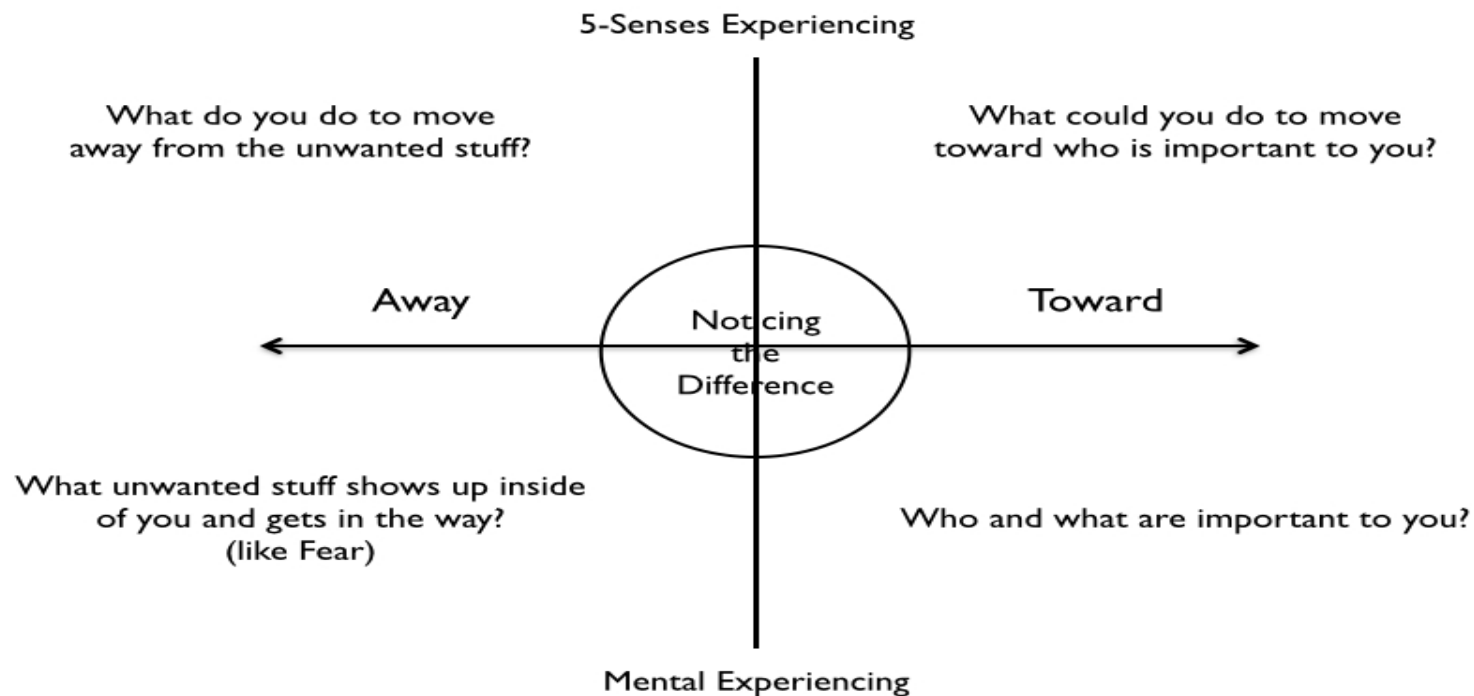 5-Senses Experiencing
What do you do to move
away from the unwanted stuff?
What could you do to move
toward who is important to you?
Away
Toward
Noticing
the
Difference
What unwanted stuff shows up inside
of you and gets in the way?
(like Fear)
Who and what are important to you?
Mental Experiencing